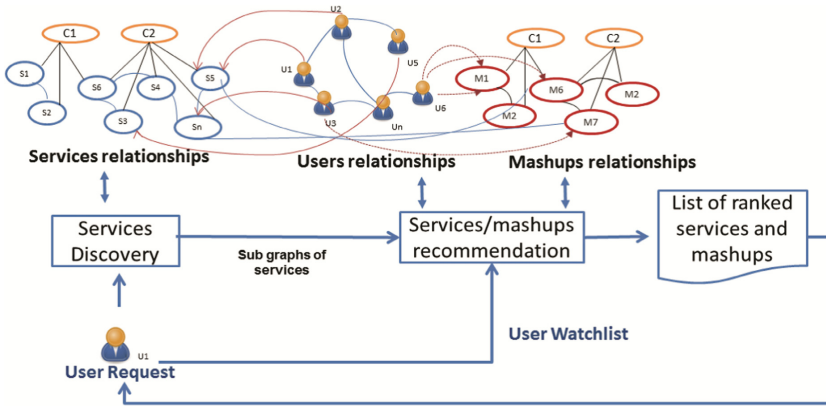 U2
C1
C2
C1
C2
U5
S1
S5
U1
M1
S6
S4
M6
M2
U6
S2
S3
Sn
U3
Un
M2
M7
Services relationships
Users relationships
Mashups relationships
Services
Discovery
Sub graphs of
services
Services/mashups
recommendation
List of ranked
services and
mashups
User Watchlist
U1
User Request